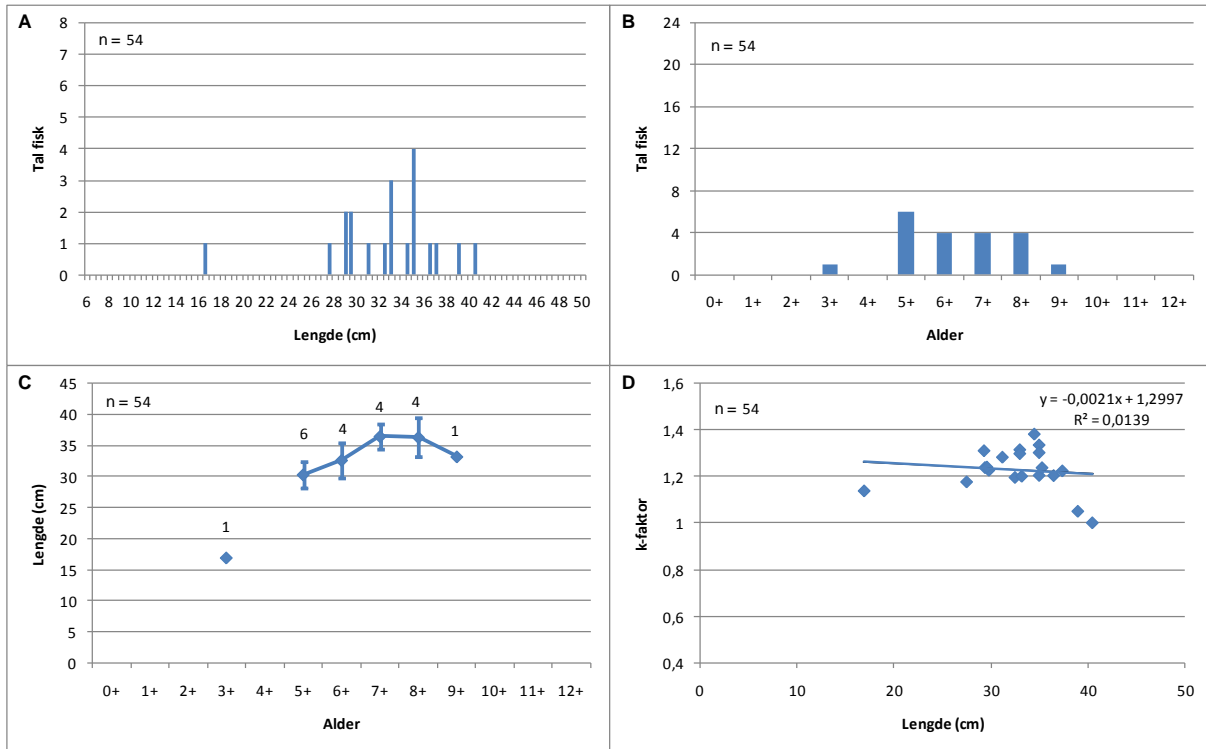 A
n = 54
Tal fisk
8
7
6
5
4
3
2
1
0
6 8 10 12 14 16 18 20 22 24 26 28 30 32 34 36 38 40 42 44 46 48 50
Lengde (cm)
B
n = 54
Tal fisk
24
20
16
12
8
4
0
0+ 1+ 2+ 3+ 4+ 5+ 6+ 7+ 8+ 9+ 10+ 11+ 12+
Alder
C
n = 54
Lengde (cm)
45
40
35
30
25
20
15
10
5
0
1
6
4
4
4
1
0+ 1+ 2+ 3+ 4+ 5+ 6+ 7+ 8+ 9+ 10+ 11+ 12+
Alder
D
n = 54
y = -0,0021x + 1,2997
R² = 0,0139
k-faktor
1,6
1,4
1,2
1
0,8
0,6
0,4
0 10 20 30 40 50
Lengde (cm)